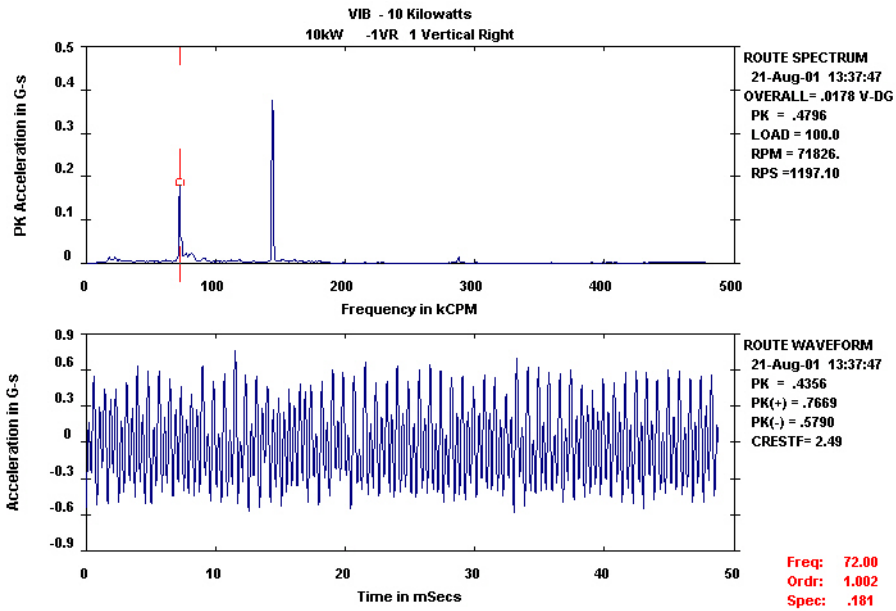 VIB - 10 Kilowatts
10kW -1VR 1 Vertical Right
PK Acceleration in G-s
0.5
0.4
0.3
0.2
0.1
0
0
100
200
300
400
500
Frequency in kCPM
ROUTE SPECTRUM
21-Aug-01 13:37:47
OVERALL= .0178 V-DG
PK = .4796
LOAD = 100.0
RPM = 71826.
RPS =1197.10
Acceleration in G-s
0.9
0.6
0.3
0
-0.3
-0.6
-0.9
0
10
20
30
40
50
Time in mSecs
ROUTE WAVEFORM
21-Aug-01 13:37:47
PK = .4356
PK(+) = .7669
PK(-) = .5790
CRESTF= 2.49
Freq: 72.00
Ordr: 1.002
Spec: .181